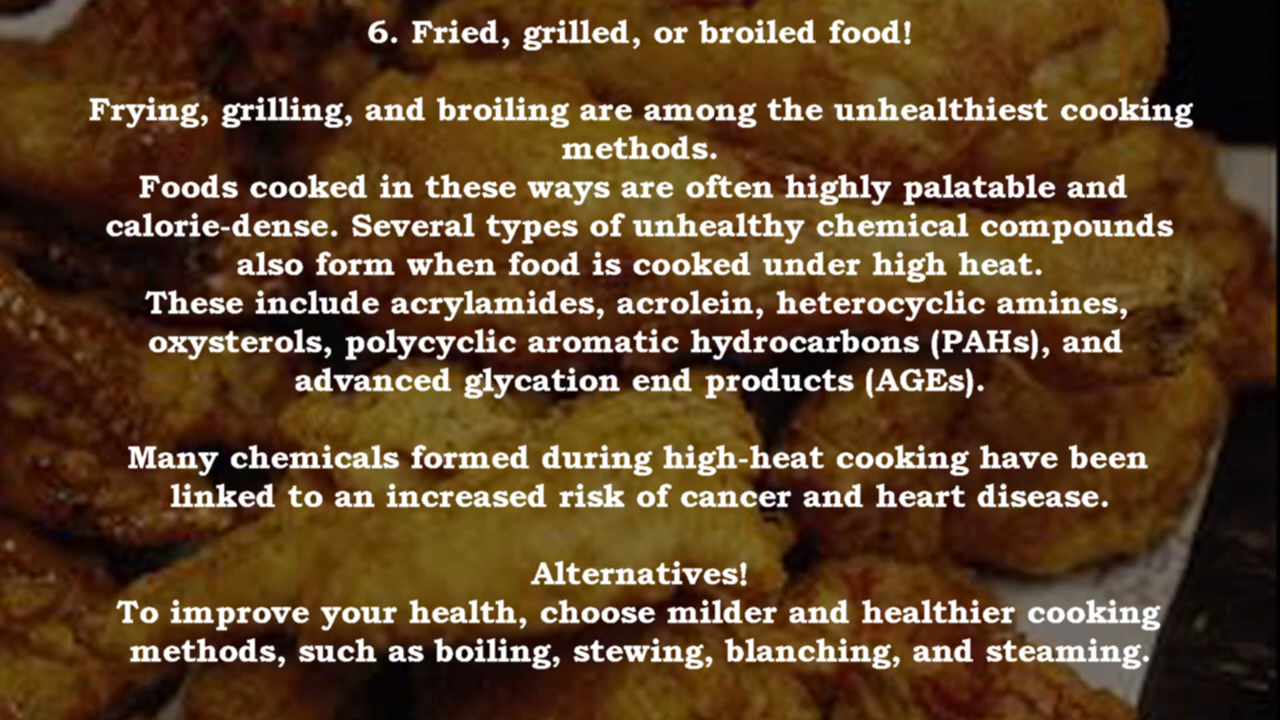 6. Fried, grilled, or broiled food!
Frying, grilling, and broiling are among the unhealthiest cooking
methods.
Foods cooked in these ways are often highly palatable and
calorie-dense. Several types of unhealthy chemical compounds
also form when food is cooked under high heat.
These include acrylamides, acrolein, heterocyclic amines,
oxysterols, polycyclic aromatic hydrocarbons (PAHs), and
advanced glycation end products (AGEs).
Many chemicals formed during high-heat cooking have been
linked to an increased risk of cancer and heart disease.
Alternatives!
To improve your health, choose milder and healthier cooking
methods, such as boiling, stewing, blanching, and steaming.